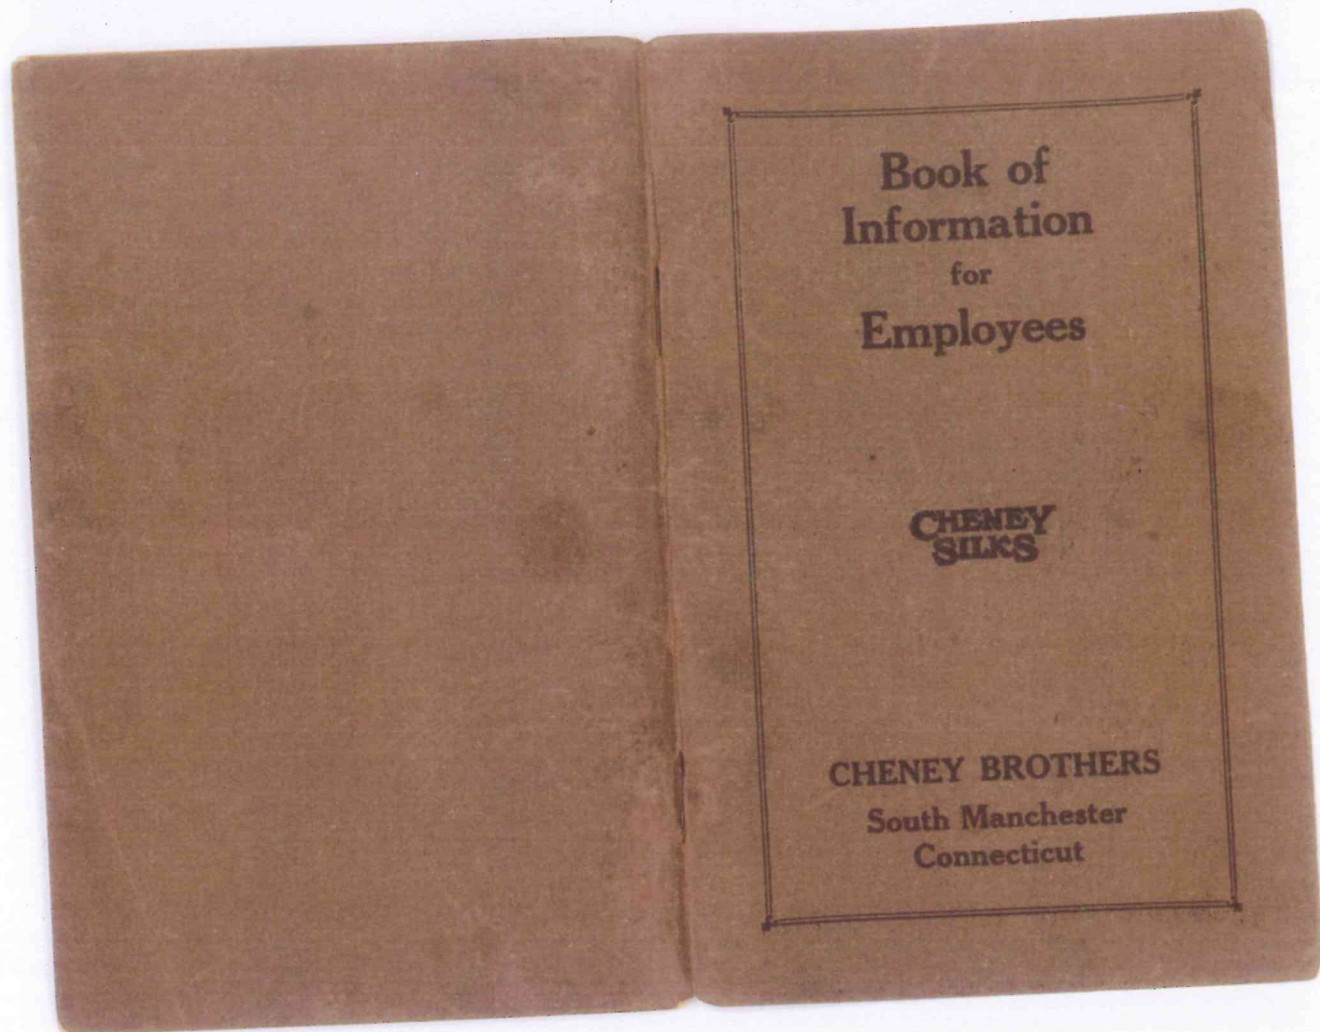 Book of
Information
for
Employees
CHENEY
SILKS
CHENEY BROTHERS
South Manchester
Connecticut